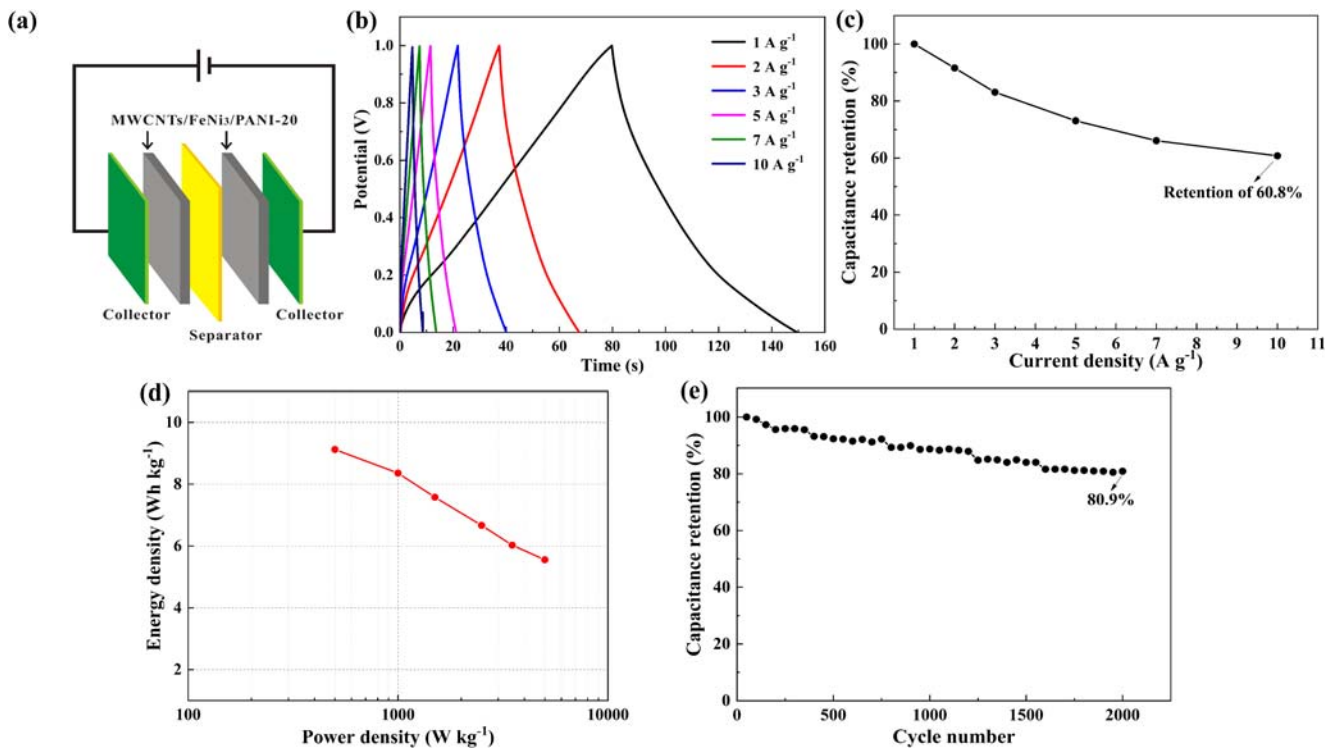 (a)
MWCNTs/FeNi₃/PANI-20
Collector
Separator
Collector
(b)
Potential (V)
1.0
0.8
0.6
0.4
0.2
0.0
1 A g⁻¹
2 A g⁻¹
3 A g⁻¹
5 A g⁻¹
7 A g⁻¹
10 A g⁻¹
0 20 40 60 80 100 120 140 160
Time (s)
(c)
Capacitance retention (%)
100
80
60
40
20
0
Retention of 60.8%
1 2 3 4 5 6 7 8 9 10 11
Current density (A g⁻¹)
(d)
Energy density (Wh kg⁻¹)
10
8
6
4
2
100 1000 10000
Power density (W kg⁻¹)
(e)
Capacitance retention (%)
100
80
60
40
20
0
80.9%
0 500 1000 1500 2000
Cycle number